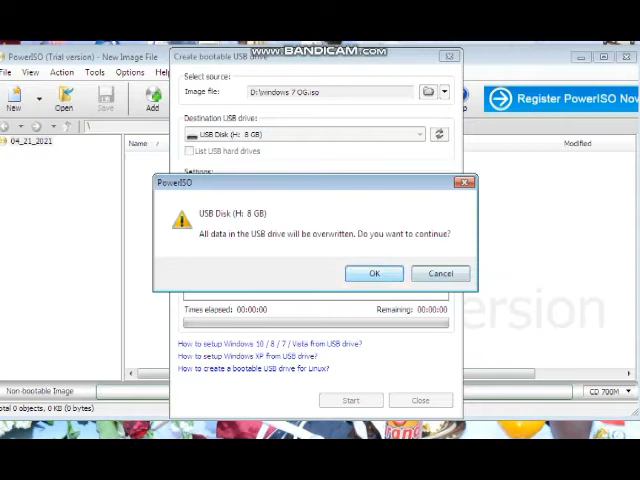 WWW.BANDICAM.COM
PowerISO (Trial version) - New Image File
Create bootable USB drive
File View Action Tools Options
Select source:
Image file: D:\windows 7 OG.iso
New Open Save Add
Register PowerISO Now
Destination USB drive:
USB Disk (H: 8 GB)
\
04_21_2021
List USB hard drives
Name
Modified
Settings:
PowerISO
USB Disk (H: 8 GB)
All data in the USB drive will be overwritten. Do you want to continue?
OK Cancel
Times elapsed: 00:00:00 Remaining: 00:00:00
ersion
How to setup Windows 10 / 8 / 7 / Vista from USB drive?
How to setup Windows XP from USB drive?
How to create a bootable USB drive for Linux?
Non-bootable Image
CD 700M
Start Close
Total 0 objects, 0 KB (0 bytes)